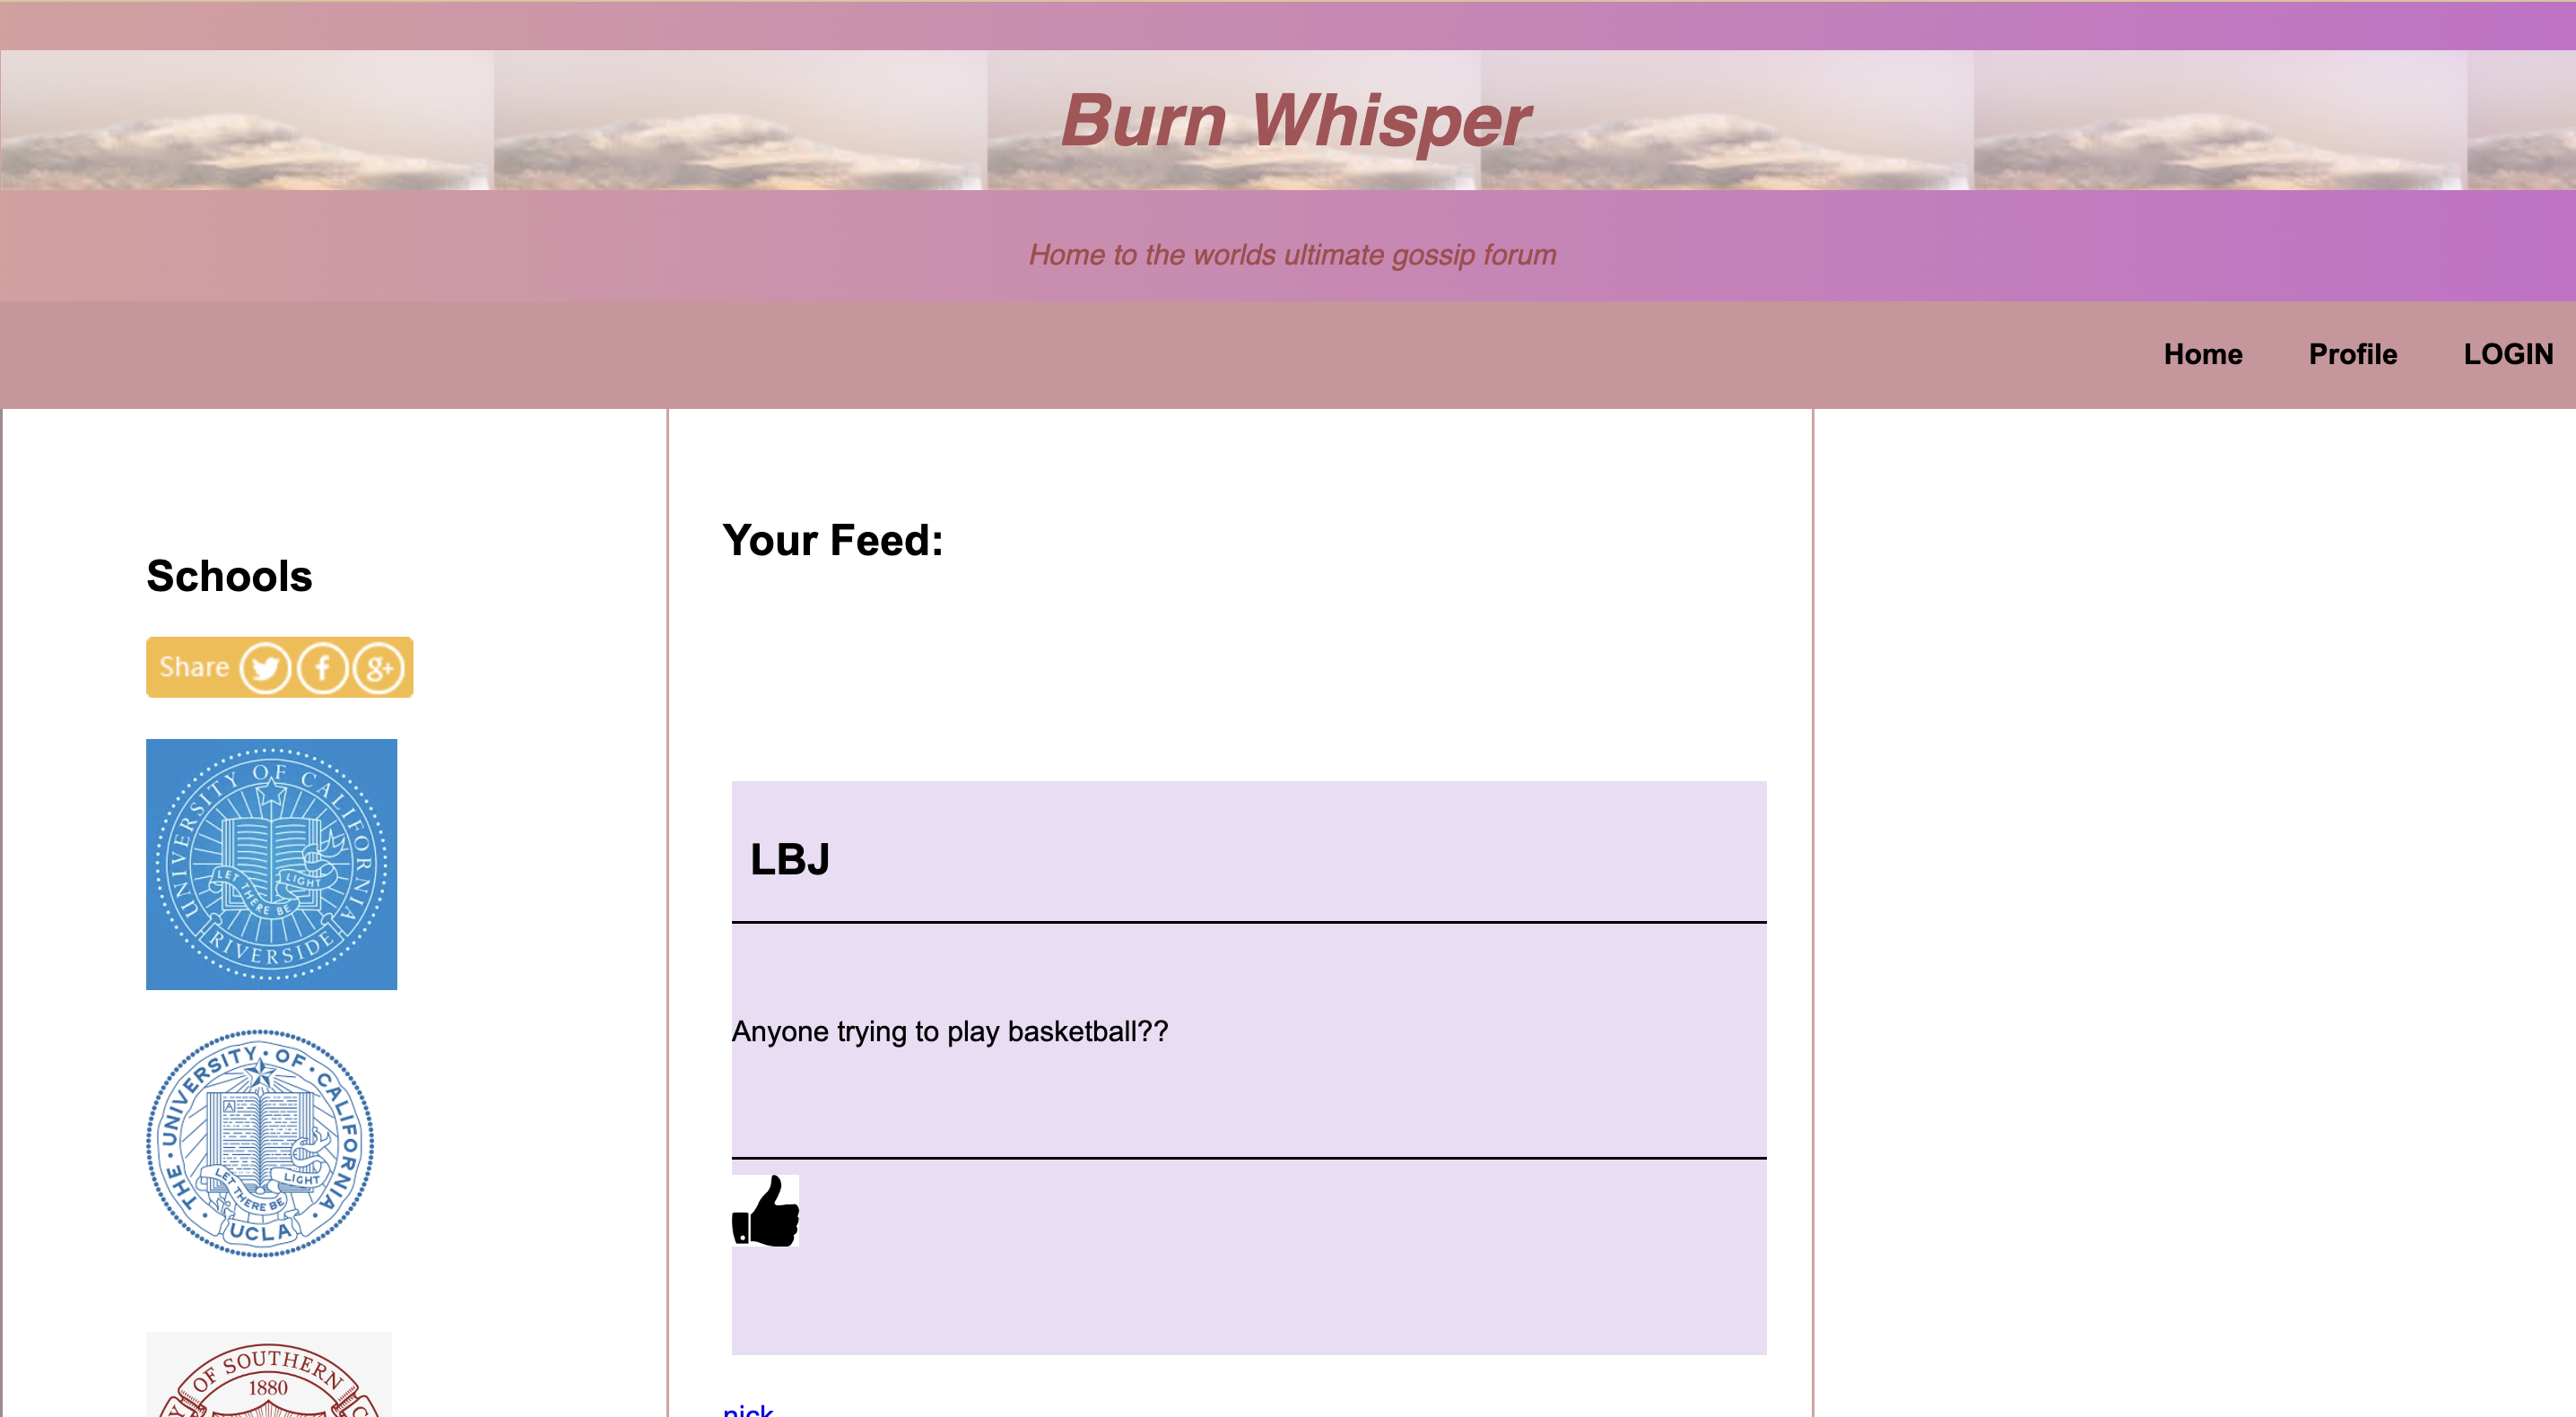 Burn Whisper
Home to the worlds ultimate gossip forum
Home Profile LOGIN
Schools
Share
UNIVERSITY OF CALIFORNIA
LET THERE BE LIGHT
RIVERSIDE
THE · UNIVERSITY · OF · CALIFORNIA ·
A
LET THERE BE LIGHT
UCLA
OF SOUTHERN
1880
Your Feed:
LBJ
Anyone trying to play basketball??
nick